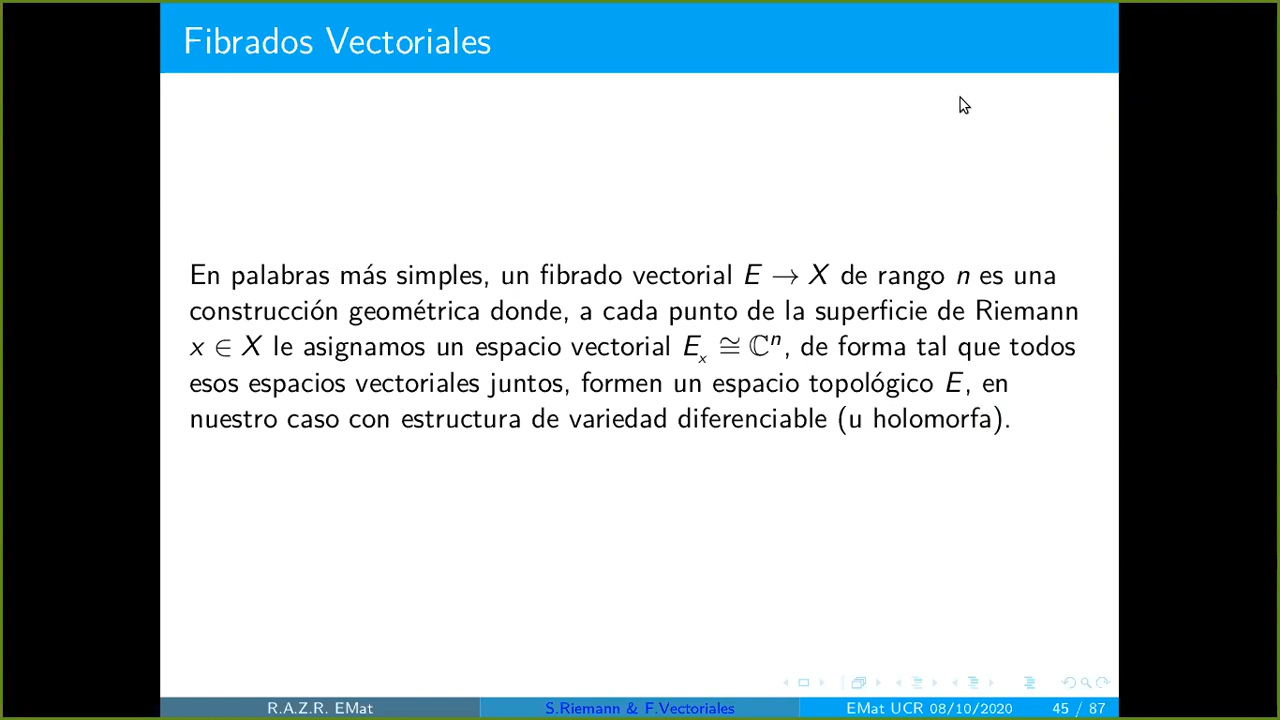 Fibrados Vectoriales
En palabras más simples, un fibrado vectorial E → X de rango n es una
construcción geométrica donde, a cada punto de la superficie de Riemann
x ∈ X le asignamos un espacio vectorial Eₓ ≅ ℂⁿ, de forma tal que todos
esos espacios vectoriales juntos, formen un espacio topológico E, en
nuestro caso con estructura de variedad diferenciable (u holomorfa).
R.A.Z.R. EMat S.Riemann & F.Vectoriales EMat UCR 08/10/2020 45 / 87